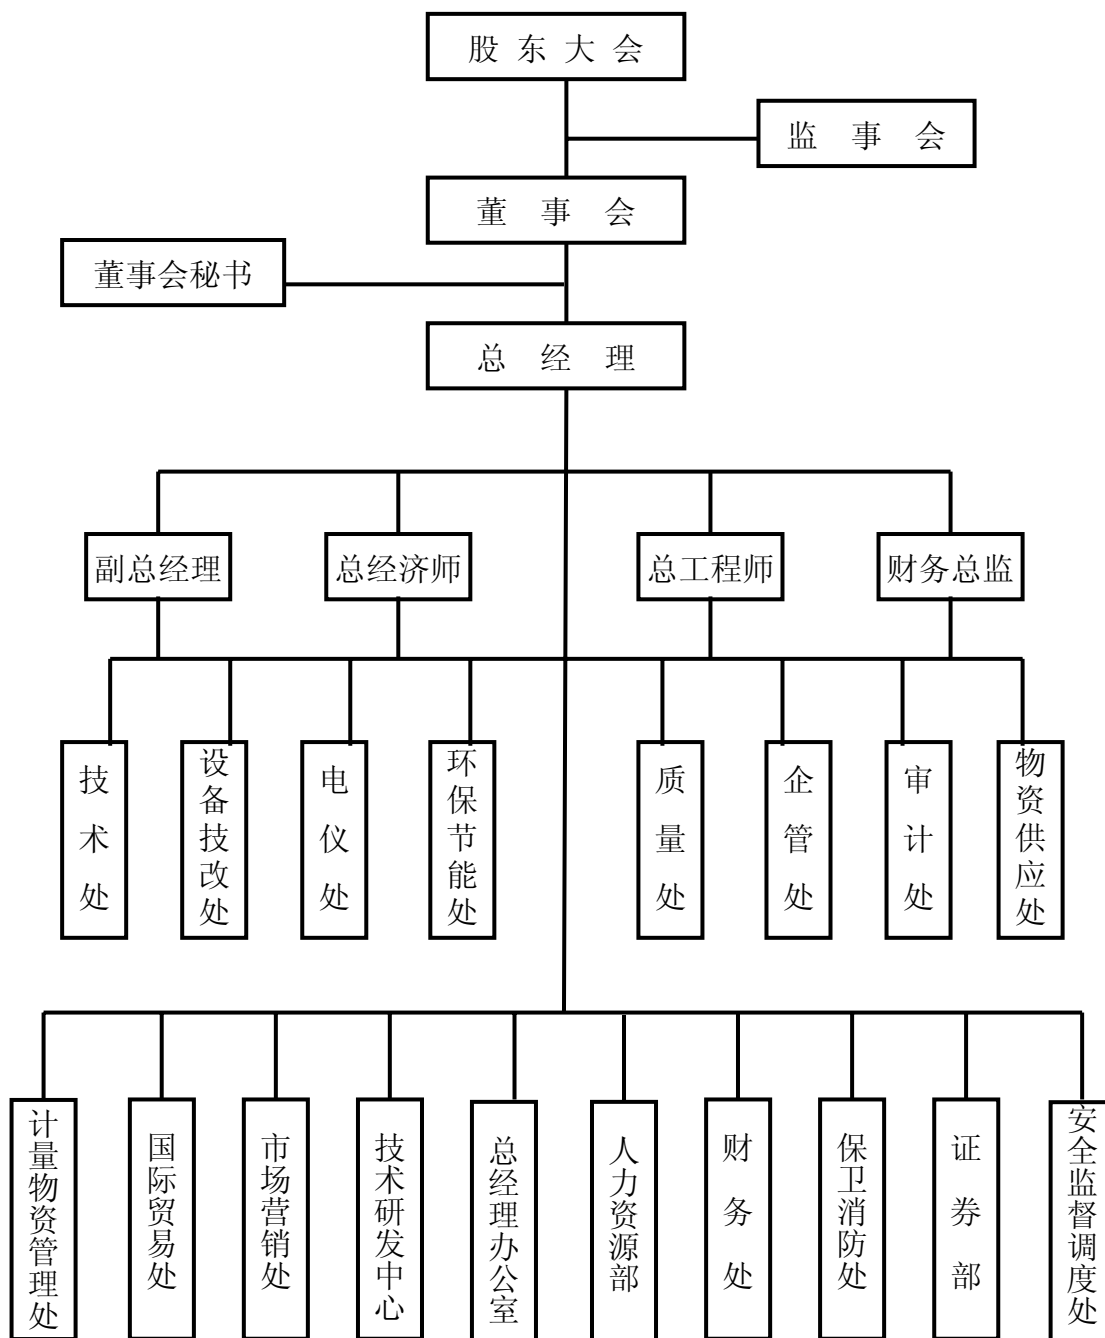 股东大会
监事会
董事会
董事会秘书
总经理
副总经理
总经济师
总工程师
财务总监
技术处
设备技改处
电仪处
环保节能处
质量处
企管处
审计处
物资供应处
计量物资管理处
国际贸易处
市场营销处
技术研发中心
总经理办公室
人力资源部
财务处
保卫消防处
证券部
安全监督调度处